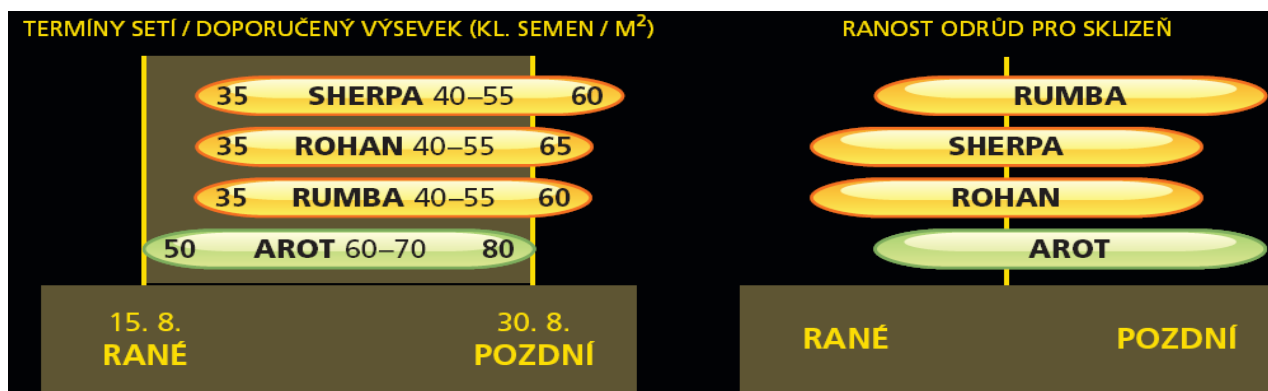 TERMÍNY SETÍ / DOPORUČENÝ VÝSEVEK (KL. SEMEN / M²)
35 SHERPA 40–55 60
35 ROHAN 40–55 65
35 RUMBA 40–55 60
50 AROT 60–70 80
15. 8. 30. 8.
RANÉ POZDNÍ
RANOST ODRŮD PRO SKLIZEŇ
RUMBA
SHERPA
ROHAN
AROT
RANÉ POZDNÍ